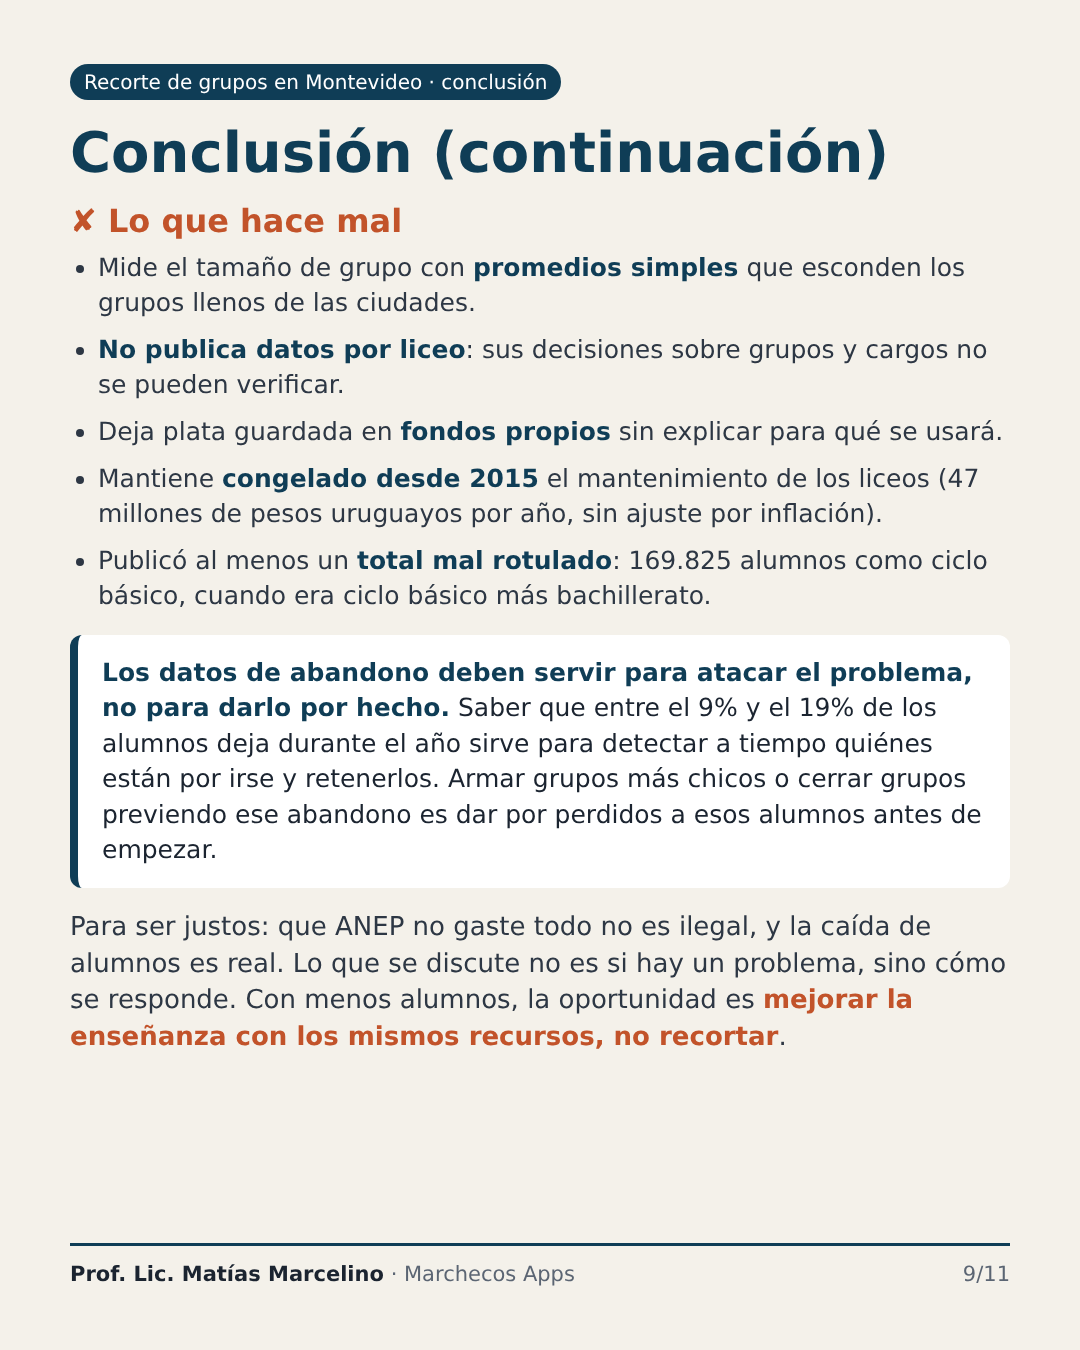 Recorte de grupos en Montevideo · conclusión
Conclusión (continuación)
✘ Lo que hace mal
• Mide el tamaño de grupo con promedios simples que esconden los
grupos llenos de las ciudades.
• No publica datos por liceo: sus decisiones sobre grupos y cargos no
se pueden verificar.
• Deja plata guardada en fondos propios sin explicar para qué se usará.
• Mantiene congelado desde 2015 el mantenimiento de los liceos (47
millones de pesos uruguayos por año, sin ajuste por inflación).
• Publicó al menos un total mal rotulado: 169.825 alumnos como ciclo
básico, cuando era ciclo básico más bachillerato.
Los datos de abandono deben servir para atacar el problema,
no para darlo por hecho. Saber que entre el 9% y el 19% de los
alumnos deja durante el año sirve para detectar a tiempo quiénes
están por irse y retenerlos. Armar grupos más chicos o cerrar grupos
previendo ese abandono es dar por perdidos a esos alumnos antes de
empezar.
Para ser justos: que ANEP no gaste todo no es ilegal, y la caída de
alumnos es real. Lo que se discute no es si hay un problema, sino cómo
se responde. Con menos alumnos, la oportunidad es mejorar la
enseñanza con los mismos recursos, no recortar.
Prof. Lic. Matías Marcelino · Marchecos Apps
9/11